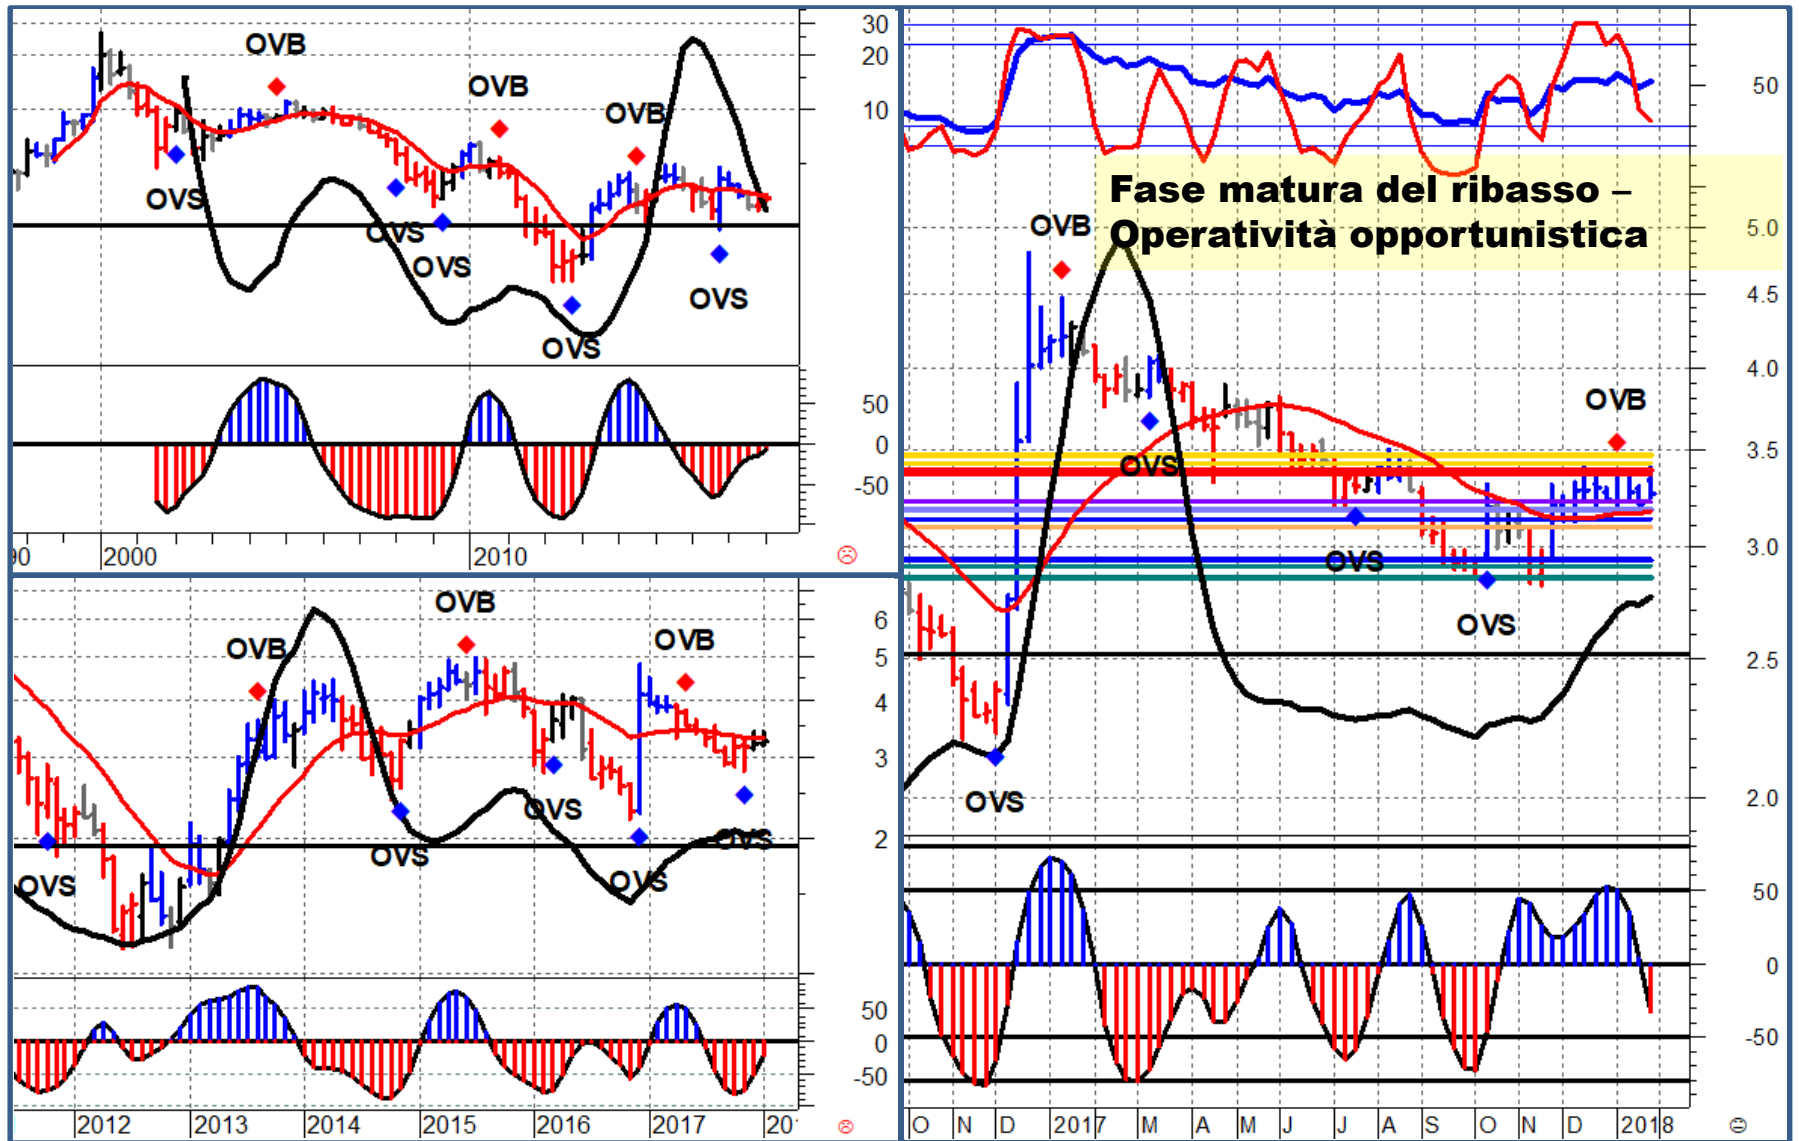 OVB
OVB
OVB
OVS
OVS
OVS
OVS
OVS
50
0
-50
00
2000
2010
OVB
OVB
OVB
OVS
OVS
OVS
OVS
OVS
6
5
4
3
2
50
0
-50
2012
2013
2014
2015
2016
2017
20
30
20
10
50
Fase matura del ribasso –
Operatività opportunistica
OVB
OVB
OVS
OVS
OVS
OVS
5.0
4.5
4.0
3.5
3.0
2.5
2.0
50
0
-50
O N D 2017 M A M J J A S O N D 2018